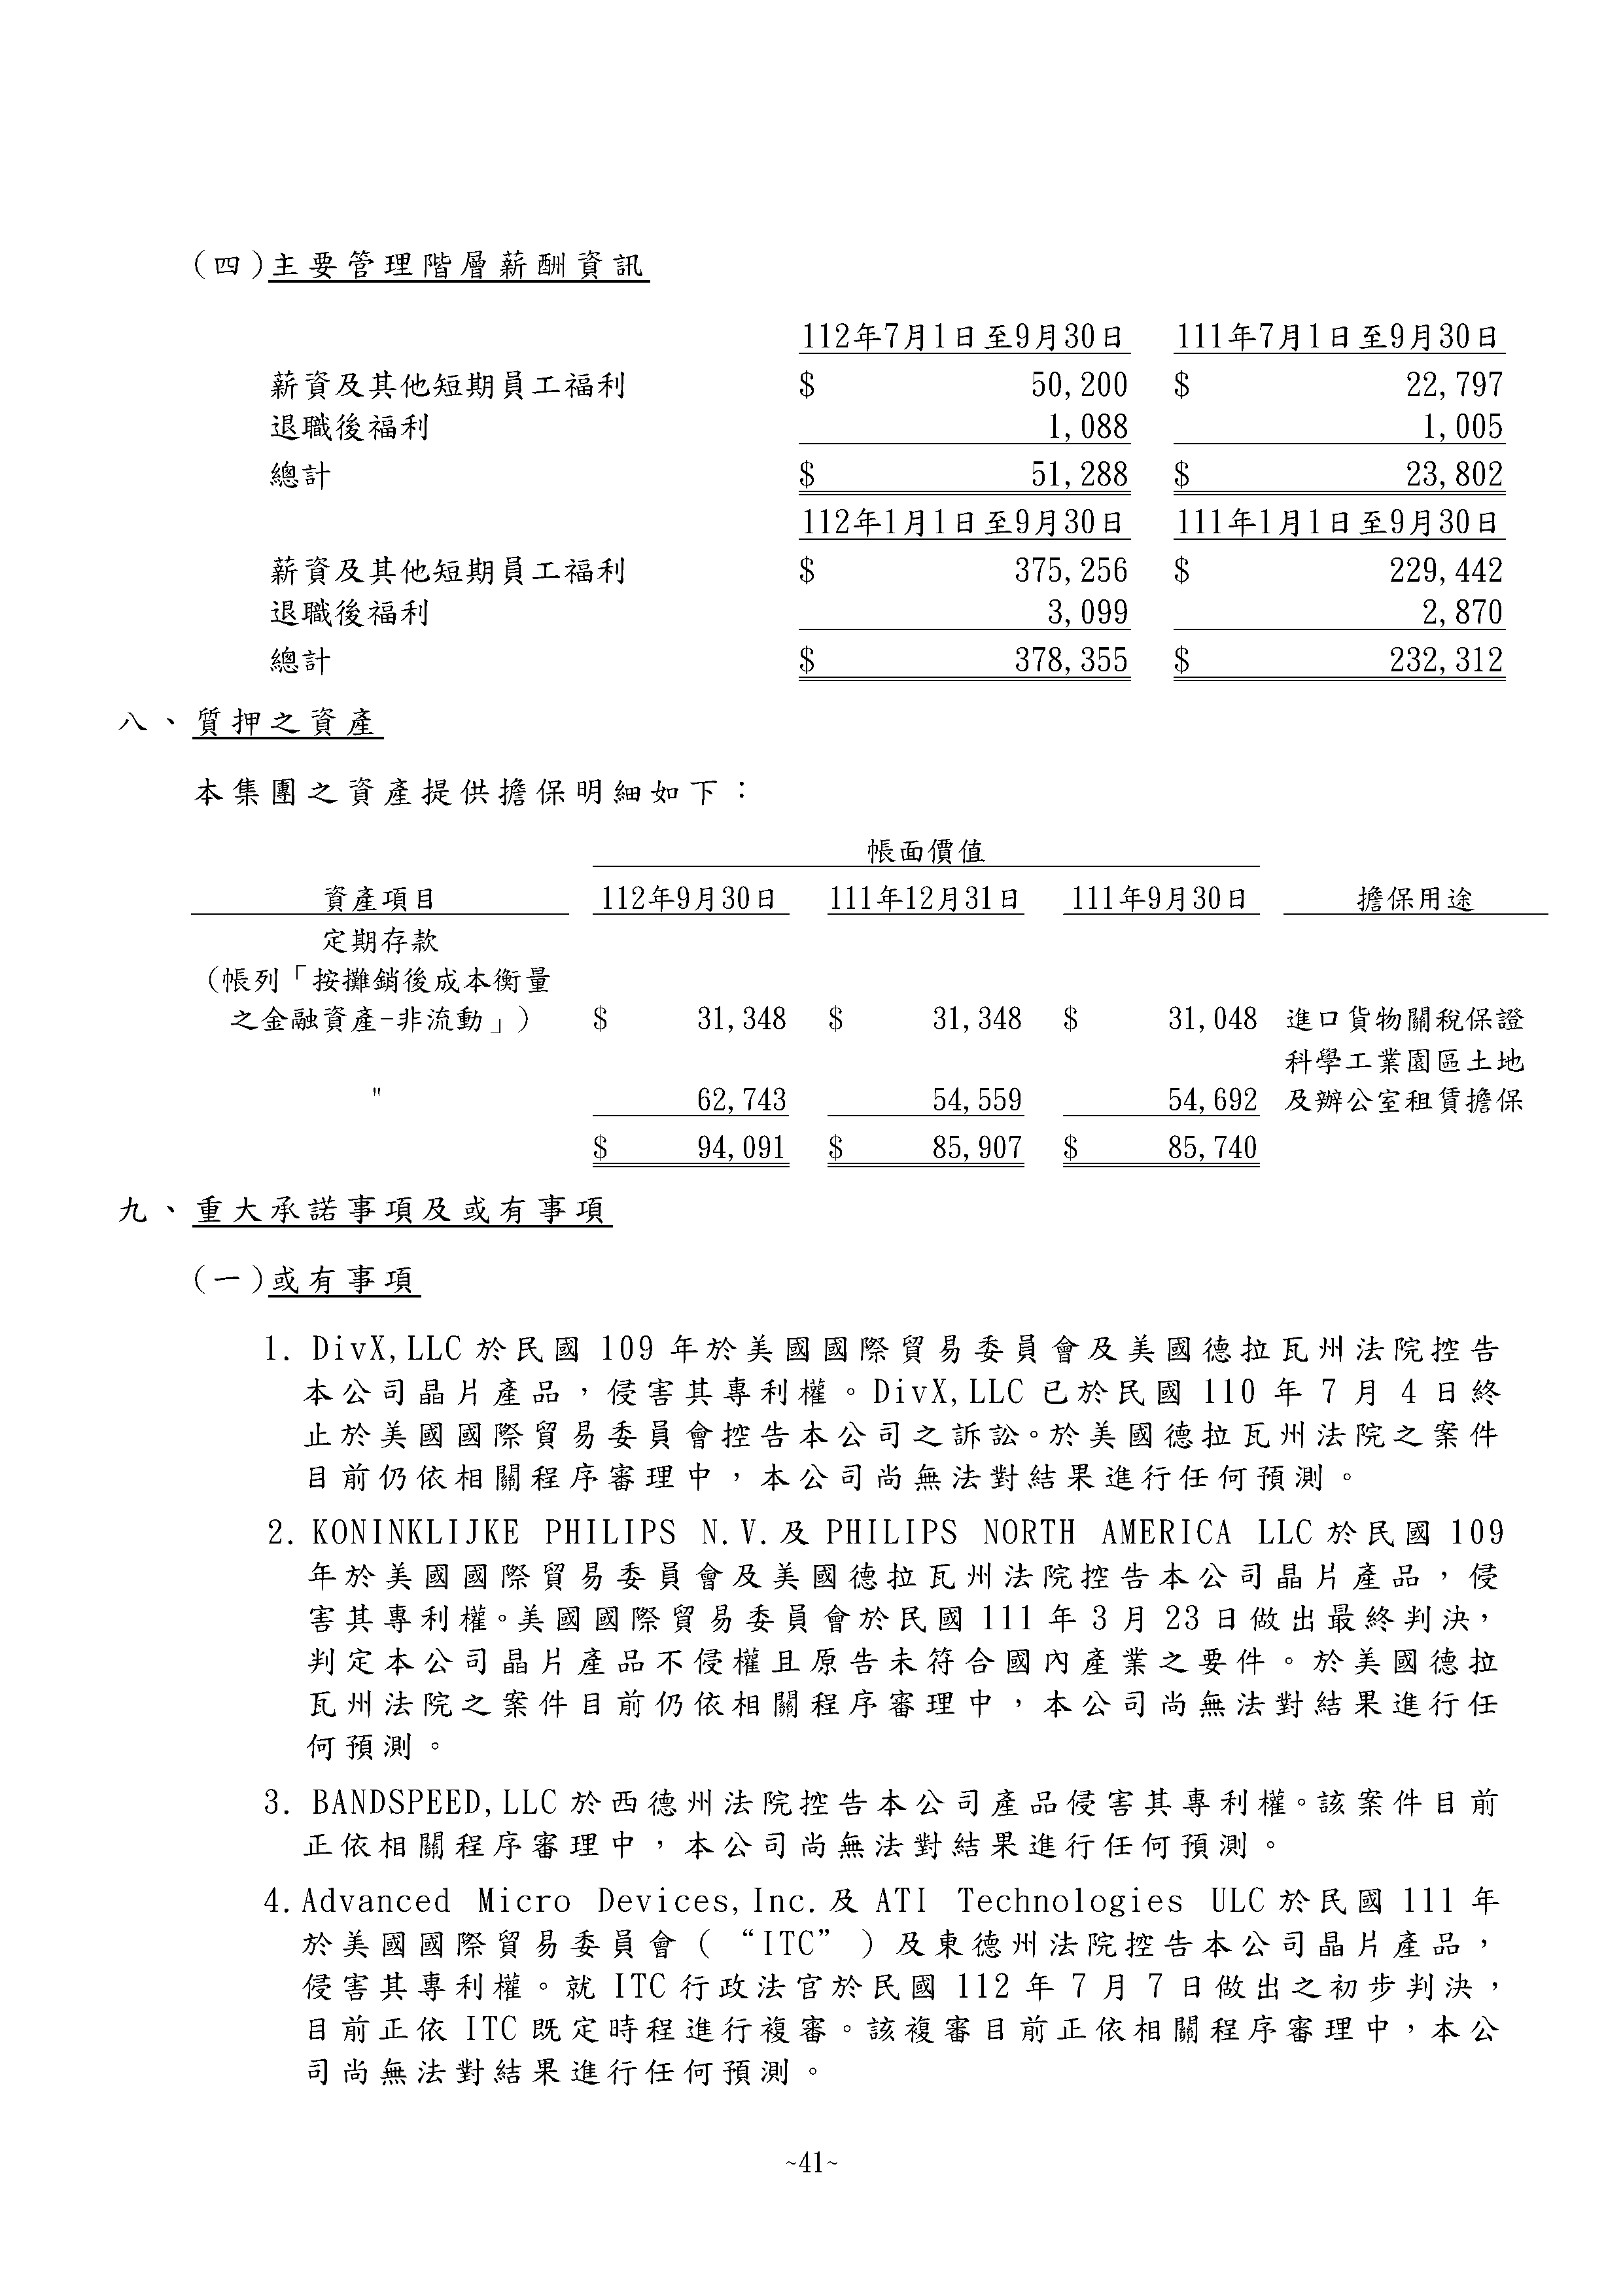 (四)主要管理階層薪酬資訊
112年7月1日至9月30日 111年7月1日至9月30日
薪資及其他短期員工福利 $ 50,200 $ 22,797
退職後福利 1,088 1,005
總計 $ 51,288 $ 23,802
112年1月1日至9月30日 111年1月1日至9月30日
薪資及其他短期員工福利 $ 375,256 $ 229,442
退職後福利 3,099 2,870
總計 $ 378,355 $ 232,312
八、質押之資產
本集團之資產提供擔保明細如下：
帳面價值
資產項目 112年9月30日 111年12月31日 111年9月30日 擔保用途
定期存款
（帳列「按攤銷後成本衡量
之金融資產-非流動」） $ 31,348 $ 31,348 $ 31,048 進口貨物關稅保證
科學工業園區土地
" 62,743 54,559 54,692 及辦公室租賃擔保
$ 94,091 $ 85,907 $ 85,740
九、重大承諾事項及或有事項
(一)或有事項
1. DivX,LLC 於民國 109 年於美國國際貿易委員會及美國德拉瓦州法院控告
本公司晶片產品，侵害其專利權。DivX,LLC 已於民國 110 年 7 月 4 日終
止於美國國際貿易委員會控告本公司之訴訟。於美國德拉瓦州法院之案件
目前仍依相關程序審理中，本公司尚無法對結果進行任何預測。
2. KONINKLIJKE PHILIPS N.V.及 PHILIPS NORTH AMERICA LLC 於民國 109
年於美國國際貿易委員會及美國德拉瓦州法院控告本公司晶片產品，侵
害其專利權。美國國際貿易委員會於民國 111 年 3 月 23 日做出最終判決，
判定本公司晶片產品不侵權且原告未符合國內產業之要件。於美國德拉
瓦州法院之案件目前仍依相關程序審理中，本公司尚無法對結果進行任
何預測。
3. BANDSPEED,LLC 於西德州法院控告本公司產品侵害其專利權。該案件目前
正依相關程序審理中，本公司尚無法對結果進行任何預測。
4. Advanced Micro Devices,Inc.及 ATI Technologies ULC 於民國 111 年
於美國國際貿易委員會（“ITC”）及東德州法院控告本公司晶片產品，
侵害其專利權。就 ITC 行政法官於民國 112 年 7 月 7 日做出之初步判決，
目前正依 ITC 既定時程進行複審。該複審目前正依相關程序審理中，本公
司尚無法對結果進行任何預測。
~41~